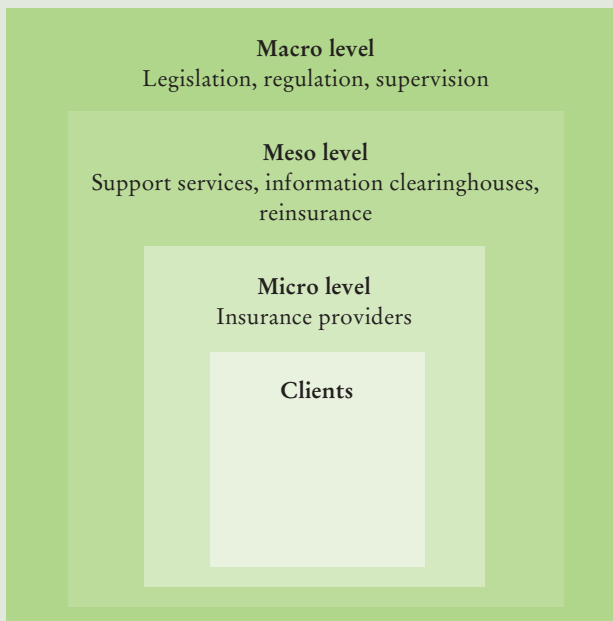 Macro level
Legislation, regulation, supervision
Meso level
Support services, information clearinghouses,
reinsurance
Micro level
Insurance providers
Clients